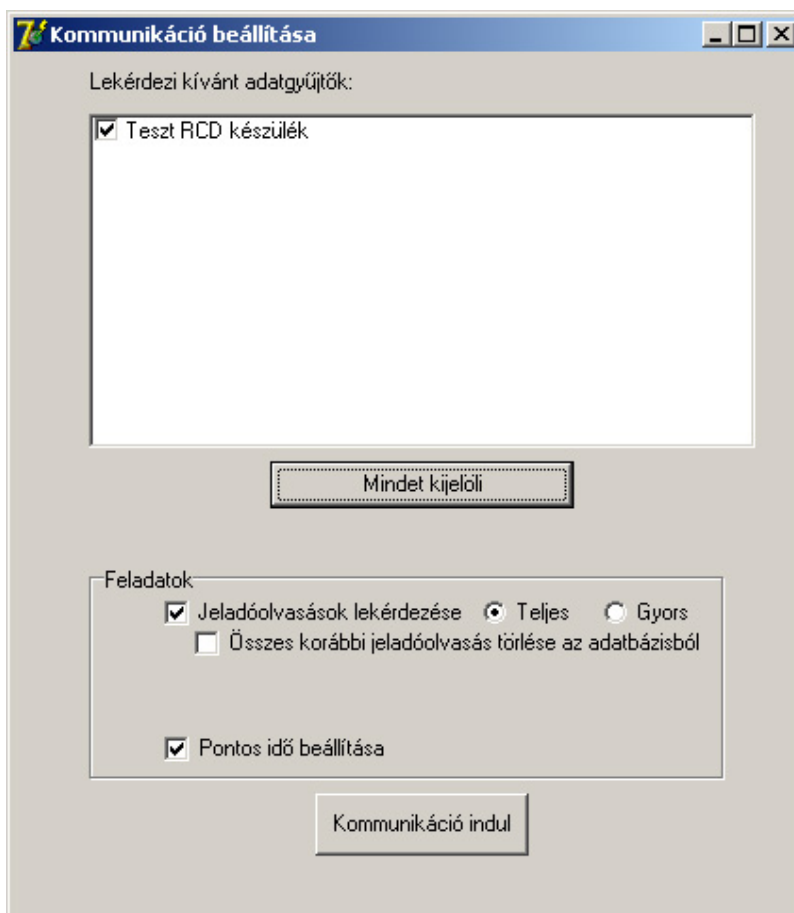 Kommunikáció beállítása
Lekérdezi kívánt adatgyűjtők:
Teszt RCD készülék
Mindet kijelöli
Feladatok
Jeladóolvasások lekérdezése Teljes Gyors
Összes korábbi jeladóolvasás törlése az adatbázisból
Pontos idő beállítása
Kommunikáció indul